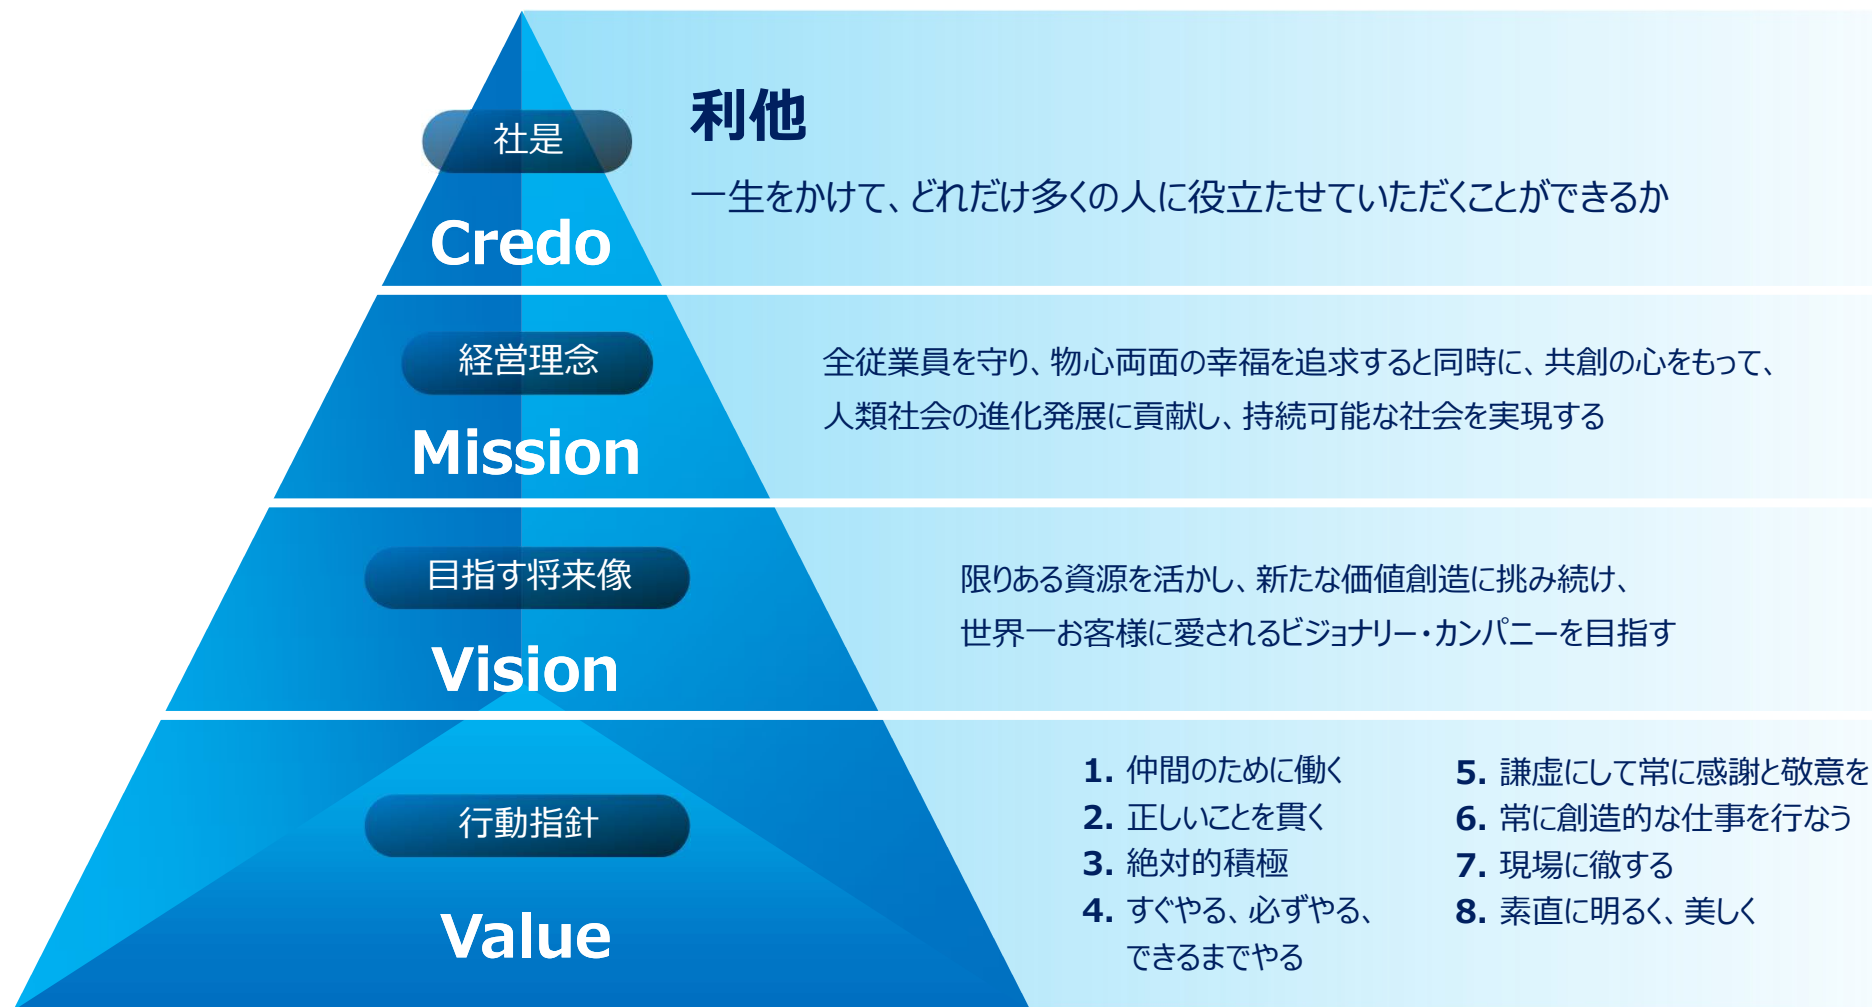 社是
Credo
利他
一生をかけて、どれだけ多くの人に役立たせていただくことができるか
経営理念
Mission
全従業員を守り、物心両面の幸福を追求すると同時に、共創の心をもって、
人類社会の進化発展に貢献し、持続可能な社会を実現する
目指す将来像
Vision
限りある資源を活かし、新たな価値創造に挑み続け、
世界一お客様に愛されるビジョナリー・カンパニーを目指す
行動指針
Value
1. 仲間のために働く
2. 正しいことを貫く
3. 絶対的積極
4. すぐやる、必ずやる、
できるまでやる
5. 謙虚にして常に感謝と敬意を
6. 常に創造的な仕事を行なう
7. 現場に徹する
8. 素直に明るく、美しく